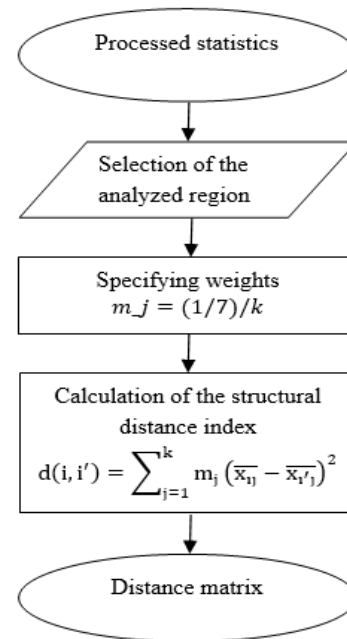 Processed statistics
Selection of the
analyzed region
Specifying weights
m_j = (1/7)/k
Calculation of the structural
distance index
d(i, i′) = ∑_{j=1}^{k} m_j (x̅_{ij} − x̅_{i′j})²
Distance matrix